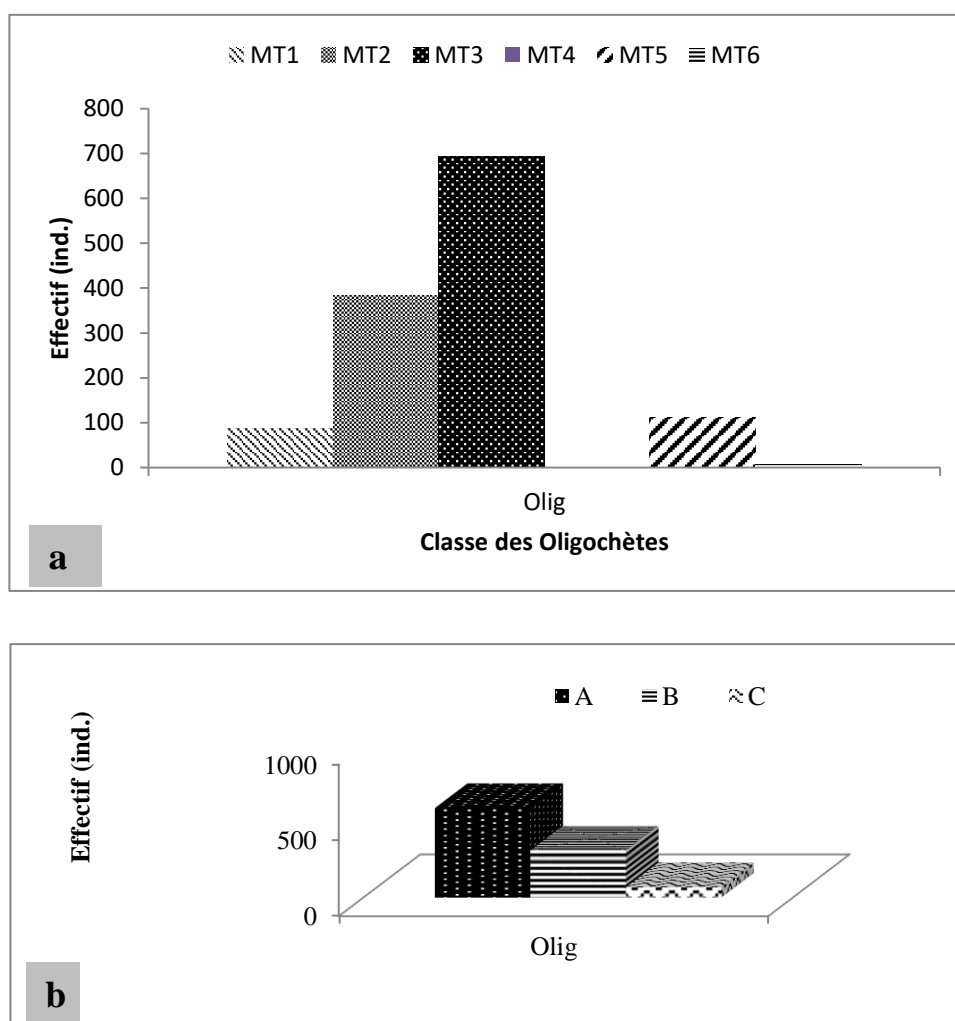 MT1 MT2 MT3 MT4 MT5 MT6
800
700
600
500
400
300
200
100
0
Effectif (ind.)
Olig
Classe des Oligochètes
a
A B C
Effectif (ind.)
1000
500
0
Olig
b